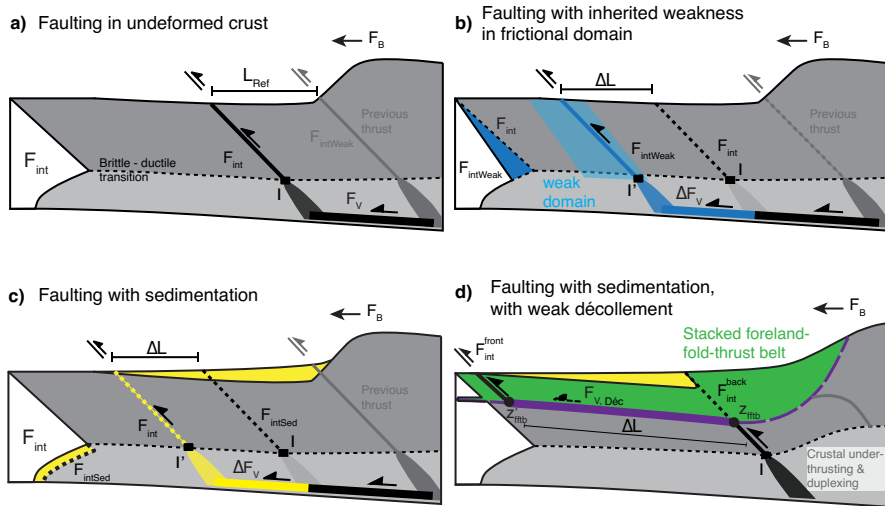 a) Faulting in undeformed crust
F_B
L_Ref
Previous
thrust
F_intWeak
F_int
F_int
Brittle - ductile
transition
I
F_V
b) Faulting with inherited weakness
in frictional domain
F_B
ΔL
Previous
thrust
F_int
F_intWeak
F_int
F_intWeak
weak
domain
I'
I
ΔF_V
c) Faulting with sedimentation
F_B
ΔL
Previous
thrust
F_intSed
F_int
F_int
I
I'
F_intSed
ΔF_V
d) Faulting with sedimentation,
with weak décollement
F_B
Stacked foreland-
fold-thrust belt
F_int^front
F_int^back
F_V, Déc
z'_fftb
z_fftb
ΔL
I
Crustal under-
thrusting &
duplexing